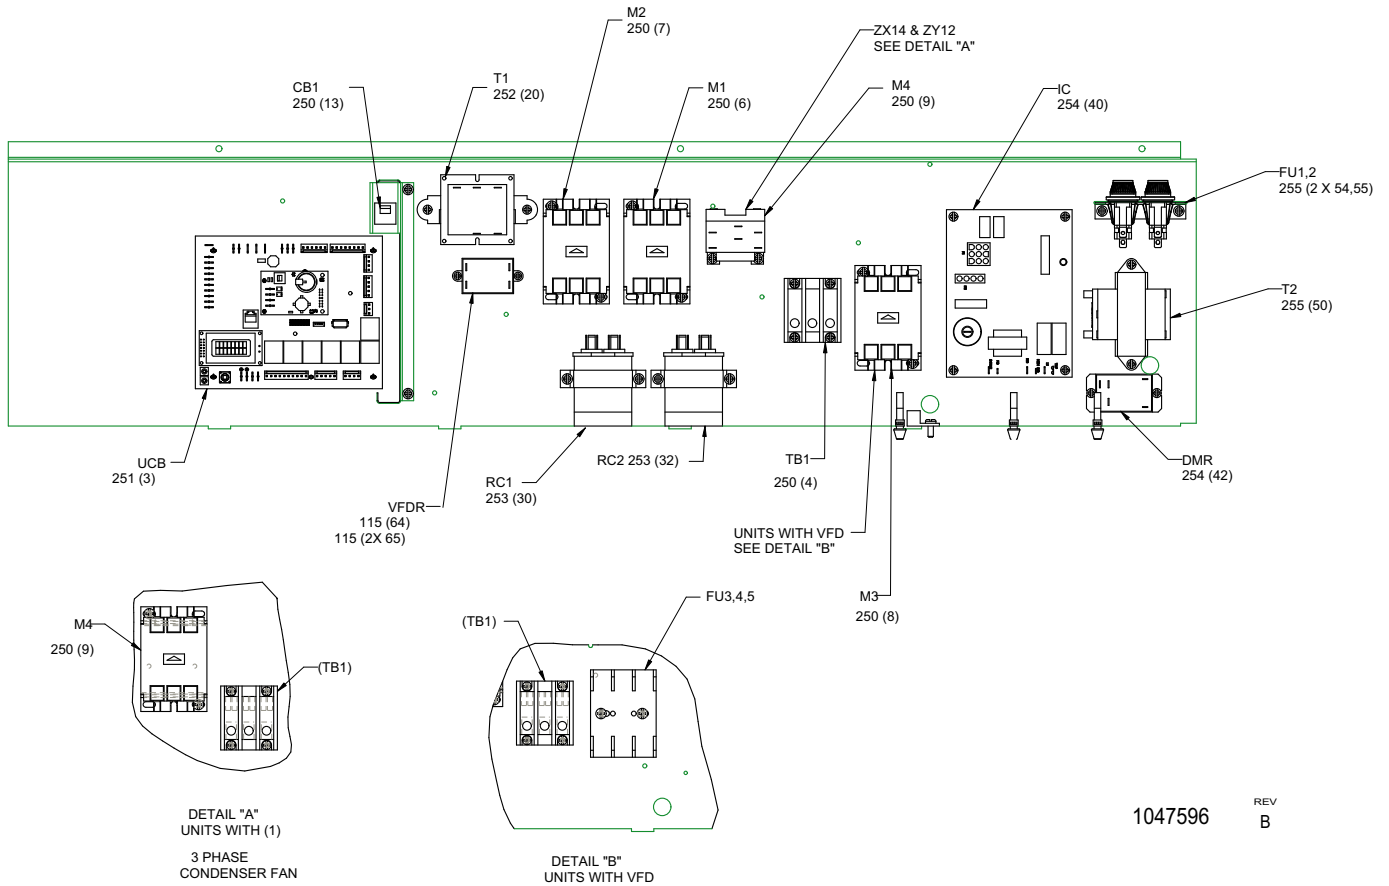 M2
250 (7)
ZX14 & ZY12
SEE DETAIL "A"
CB1
250 (13)
T1
252 (20)
M1
250 (6)
M4
250 (9)
IC
254 (40)
FU1,2
255 (2 X 54,55)
T2
255 (50)
UCB
251 (3)
RC1
253 (30)
RC2 253 (32)
TB1
250 (4)
DMR
254 (42)
VFDR
115 (64)
115 (2X 65)
UNITS WITH VFD
SEE DETAIL "B"
M3
250 (8)
FU3,4,5
(TB1)
M4
250 (9)
(TB1)
DETAIL "A"
UNITS WITH (1)
3 PHASE
CONDENSER FAN
DETAIL "B"
UNITS WITH VFD
1047596
REV
B